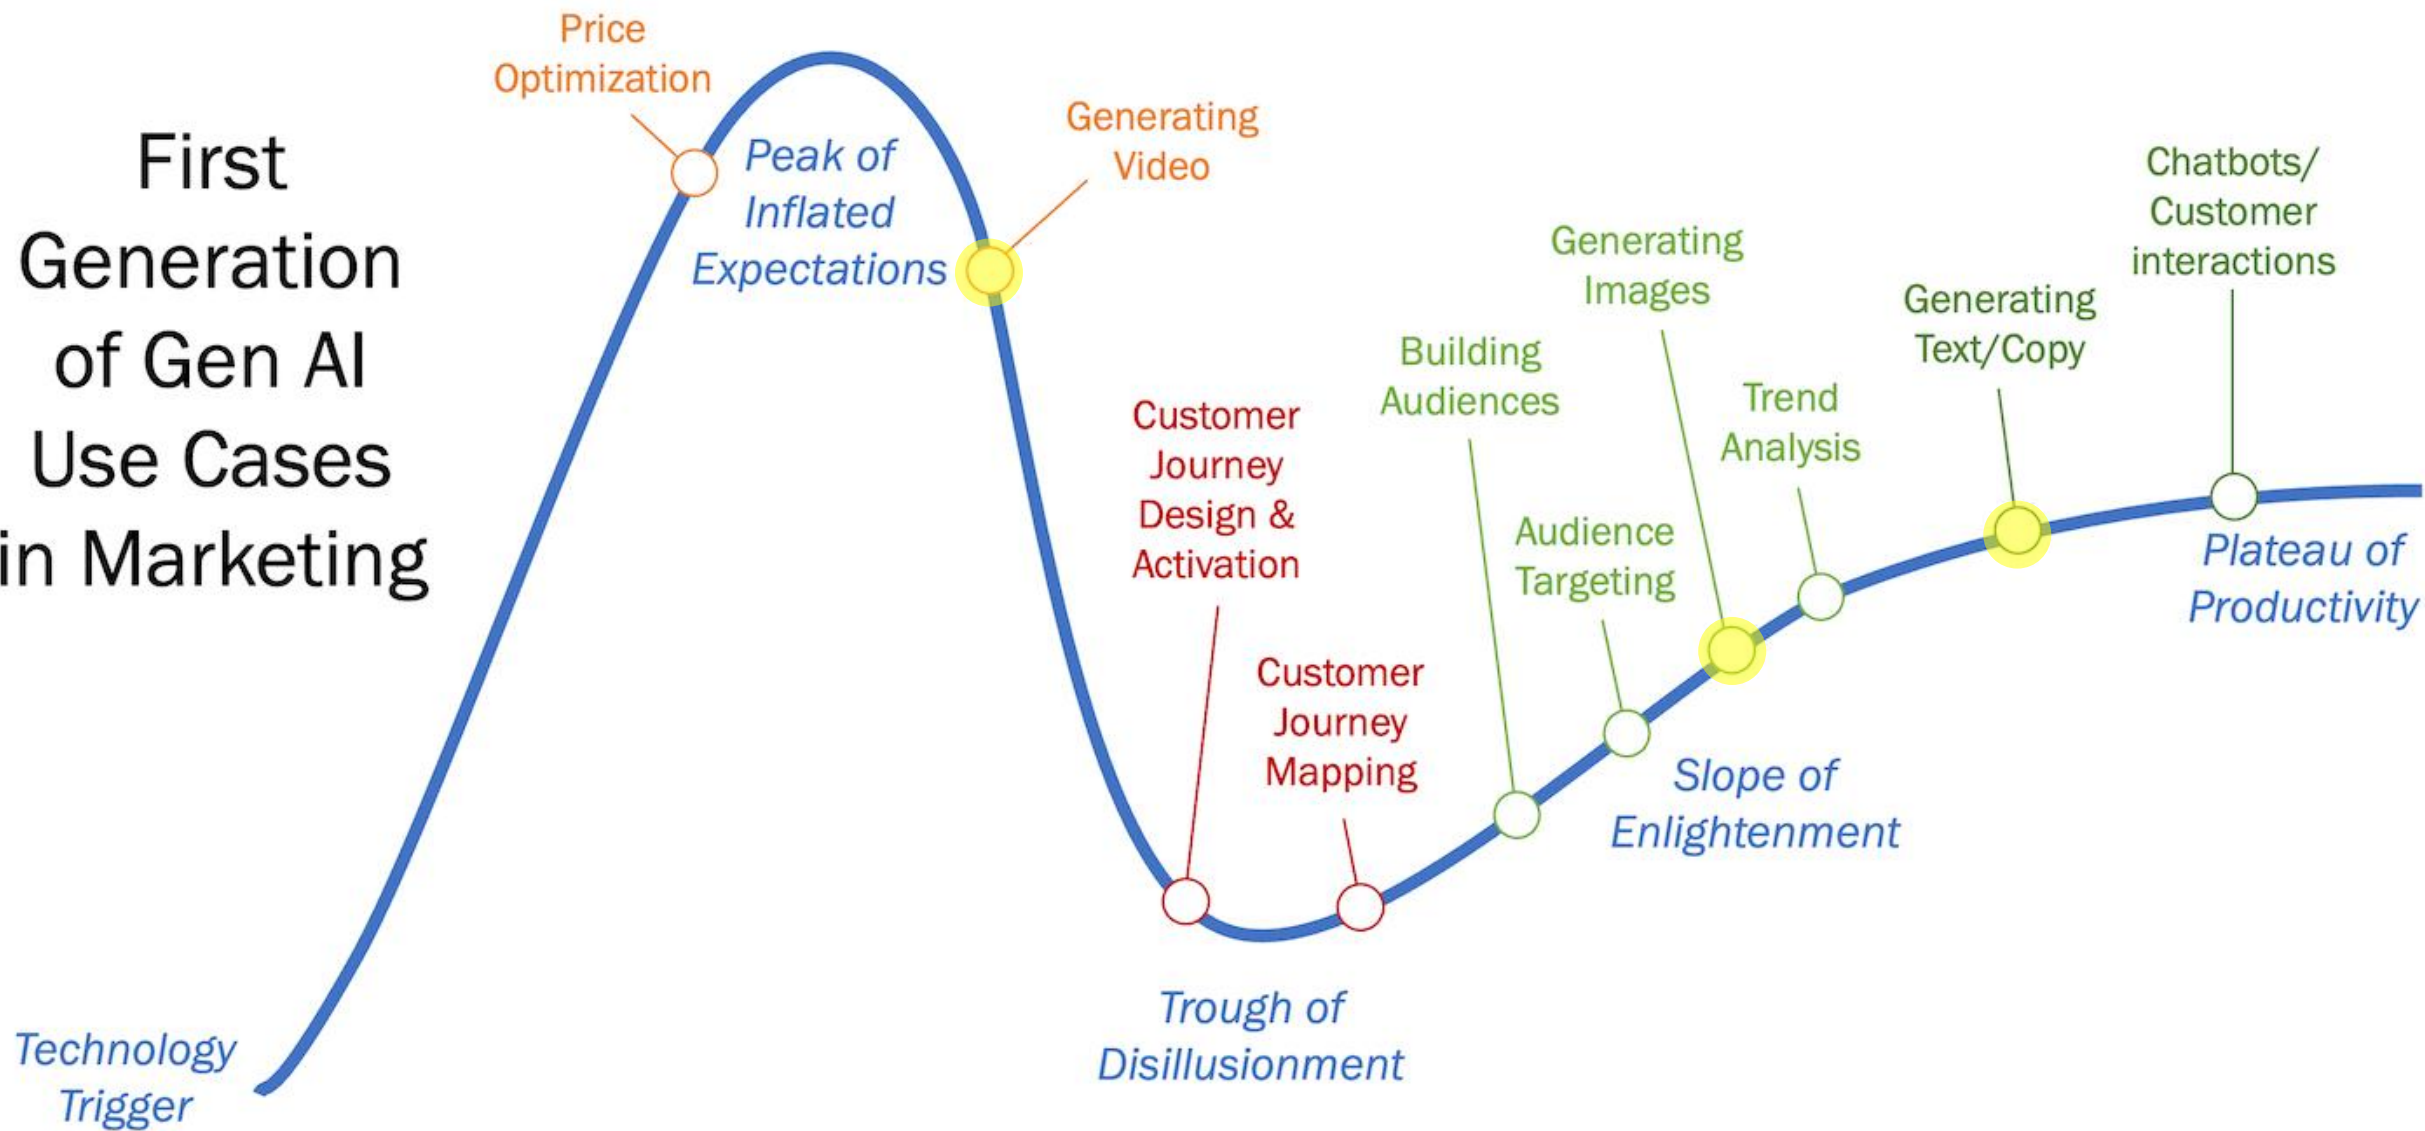 First
Generation
of Gen AI
Use Cases
in Marketing
Price
Optimization
Peak of
Inflated
Expectations
Generating
Video
Customer
Journey
Design &
Activation
Customer
Journey
Mapping
Building
Audiences
Audience
Targeting
Generating
Images
Trend
Analysis
Generating
Text/Copy
Chatbots/
Customer
interactions
Plateau of
Productivity
Slope of
Enlightenment
Trough of
Disillusionment
Technology
Trigger